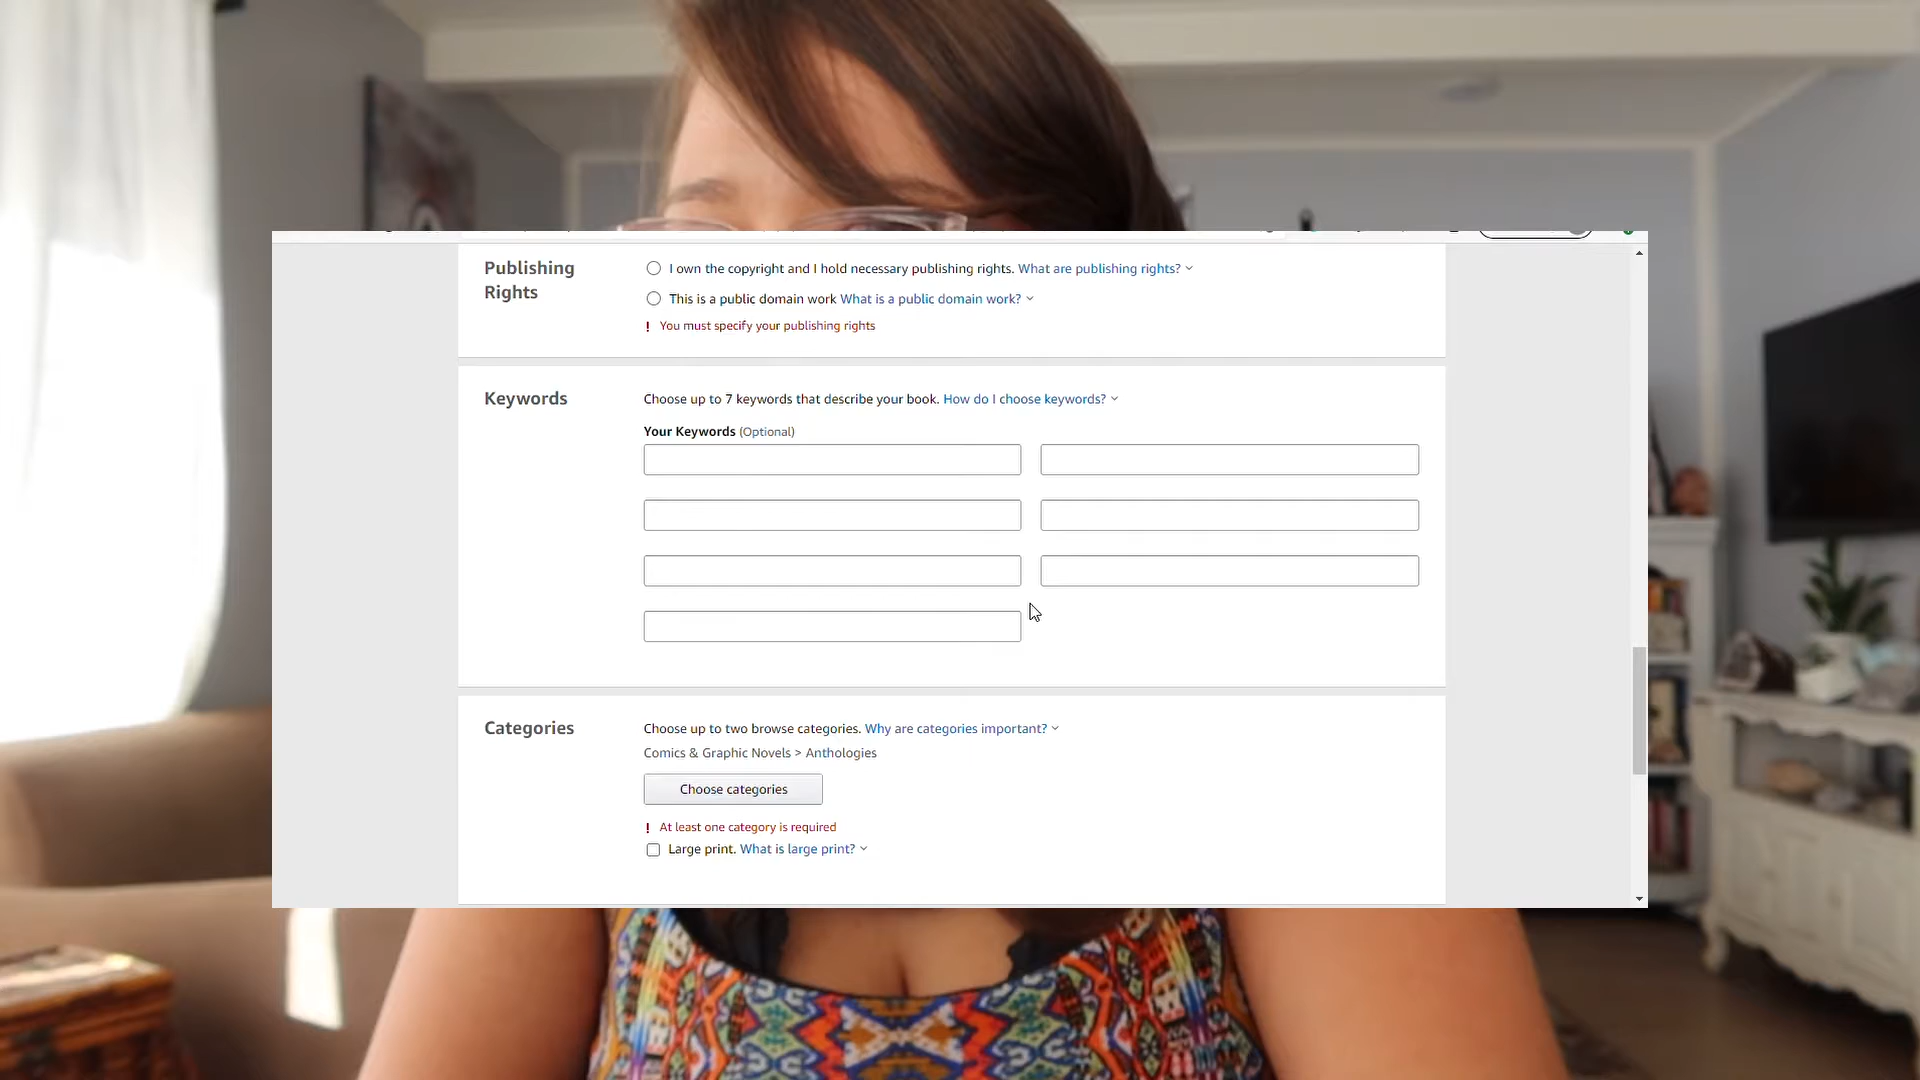 Publishing
Rights
I own the copyright and I hold necessary publishing rights. What are publishing rights?
This is a public domain work What is a public domain work?
! You must specify your publishing rights
Keywords
Choose up to 7 keywords that describe your book. How do I choose keywords?
Your Keywords (Optional)
Categories
Choose up to two browse categories. Why are categories important?
Comics & Graphic Novels > Anthologies
Choose categories
! At least one category is required
Large print. What is large print?